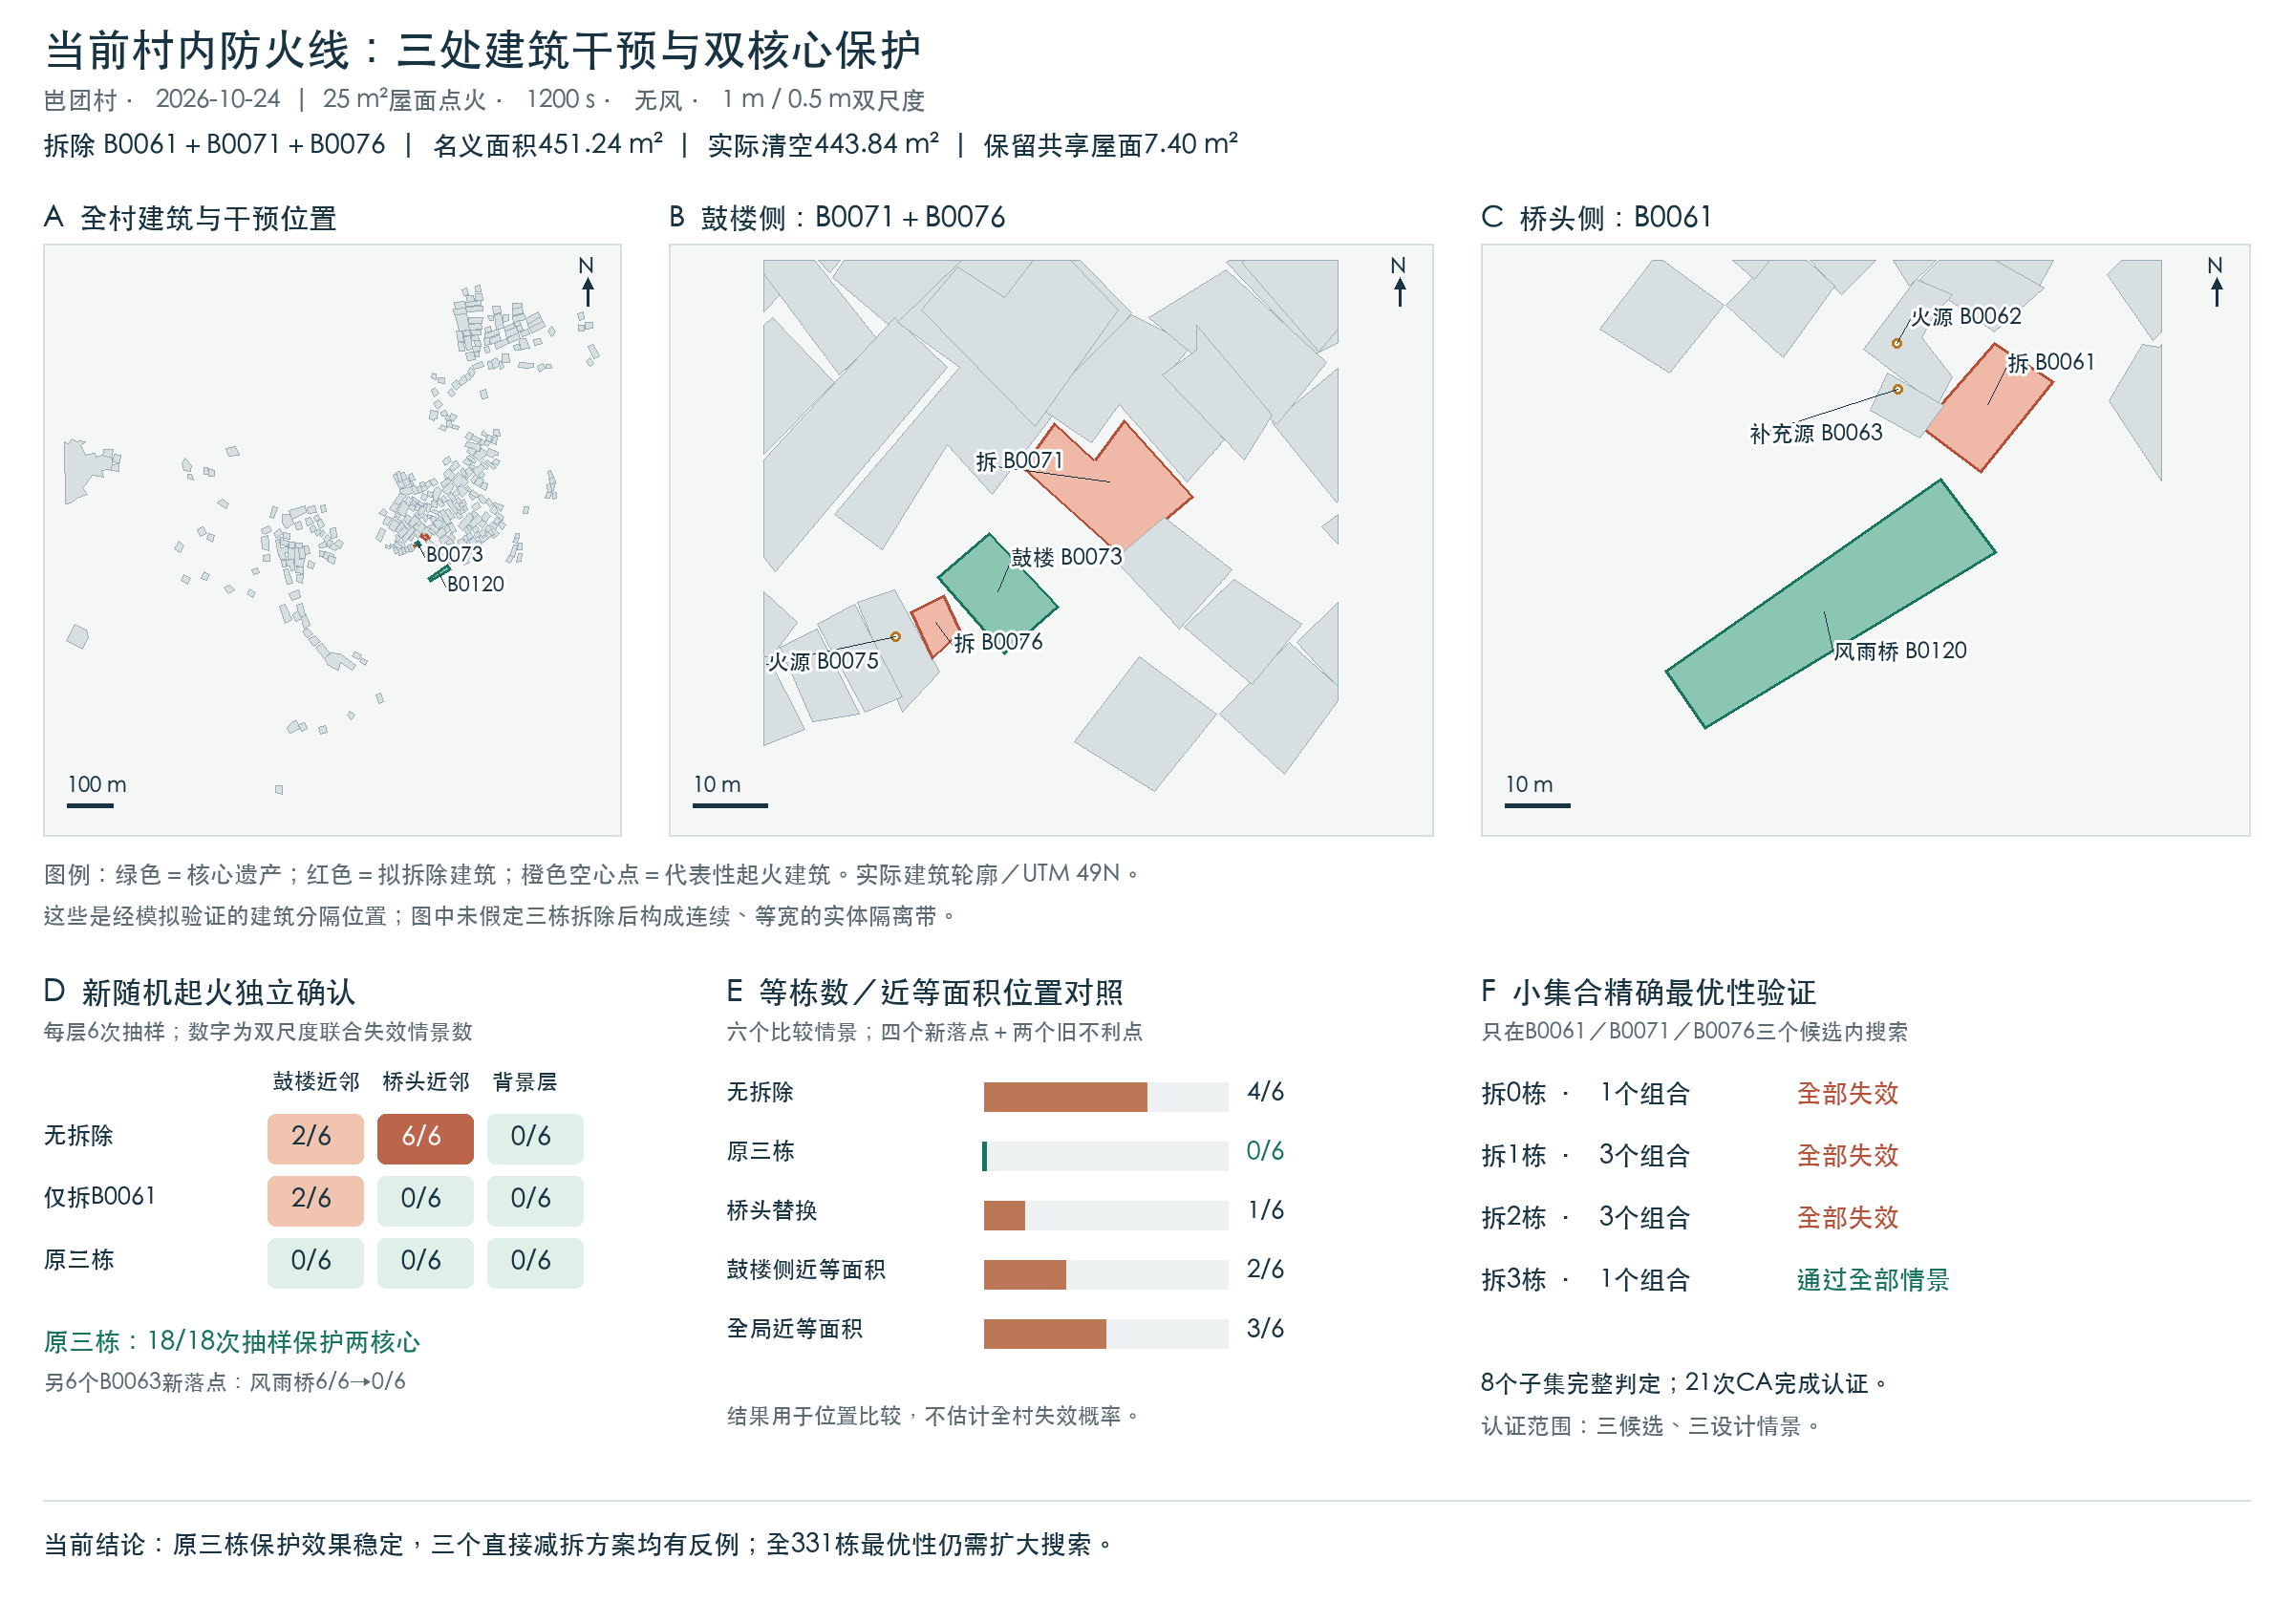 当前村内防火线：三处建筑干预与双核心保护
岜团村 · 2026-10-24 | 25 m²屋面点火 · 1200 s · 无风 · 1 m / 0.5 m双尺度
拆除 B0061 + B0071 + B0076 | 名义面积451.24 m² | 实际清空443.84 m² | 保留共享屋面7.40 m²
A 全村建筑与干预位置
N
B0073
B0120
100 m
B 鼓楼侧：B0071 + B0076
N
拆 B0071
鼓楼 B0073
拆 B0076
火源 B0075
10 m
C 桥头侧：B0061
N
火源 B0062
拆 B0061
补充源 B0063
风雨桥 B0120
10 m
图例：绿色＝核心遗产；红色＝拟拆除建筑；橙色空心点＝代表性起火建筑。实际建筑轮廓／UTM 49N。
这些是经模拟验证的建筑分隔位置；图中未假定三栋拆除后构成连续、等宽的实体隔离带。
D 新随机起火独立确认
每层6次抽样；数字为双尺度联合失效情景数
鼓楼近邻 桥头近邻 背景层
无拆除 2/6 6/6 0/6
仅拆B0061 2/6 0/6 0/6
原三栋 0/6 0/6 0/6
原三栋：18/18次抽样保护两核心
另6个B0063新落点：风雨桥6/6→0/6
E 等栋数／近等面积位置对照
六个比较情景；四个新落点＋两个旧不利点
无拆除 4/6
原三栋 0/6
桥头替换 1/6
鼓楼侧近等面积 2/6
全局近等面积 3/6
结果用于位置比较，不估计全村失效概率。
F 小集合精确最优性验证
只在B0061／B0071／B0076三个候选内搜索
拆0栋 · 1个组合 全部失效
拆1栋 · 3个组合 全部失效
拆2栋 · 3个组合 全部失效
拆3栋 · 1个组合 通过全部情景
8个子集完整判定；21次CA完成认证。
认证范围：三候选、三设计情景。
当前结论：原三栋保护效果稳定，三个直接减拆方案均有反例；全331栋最优性仍需扩大搜索。